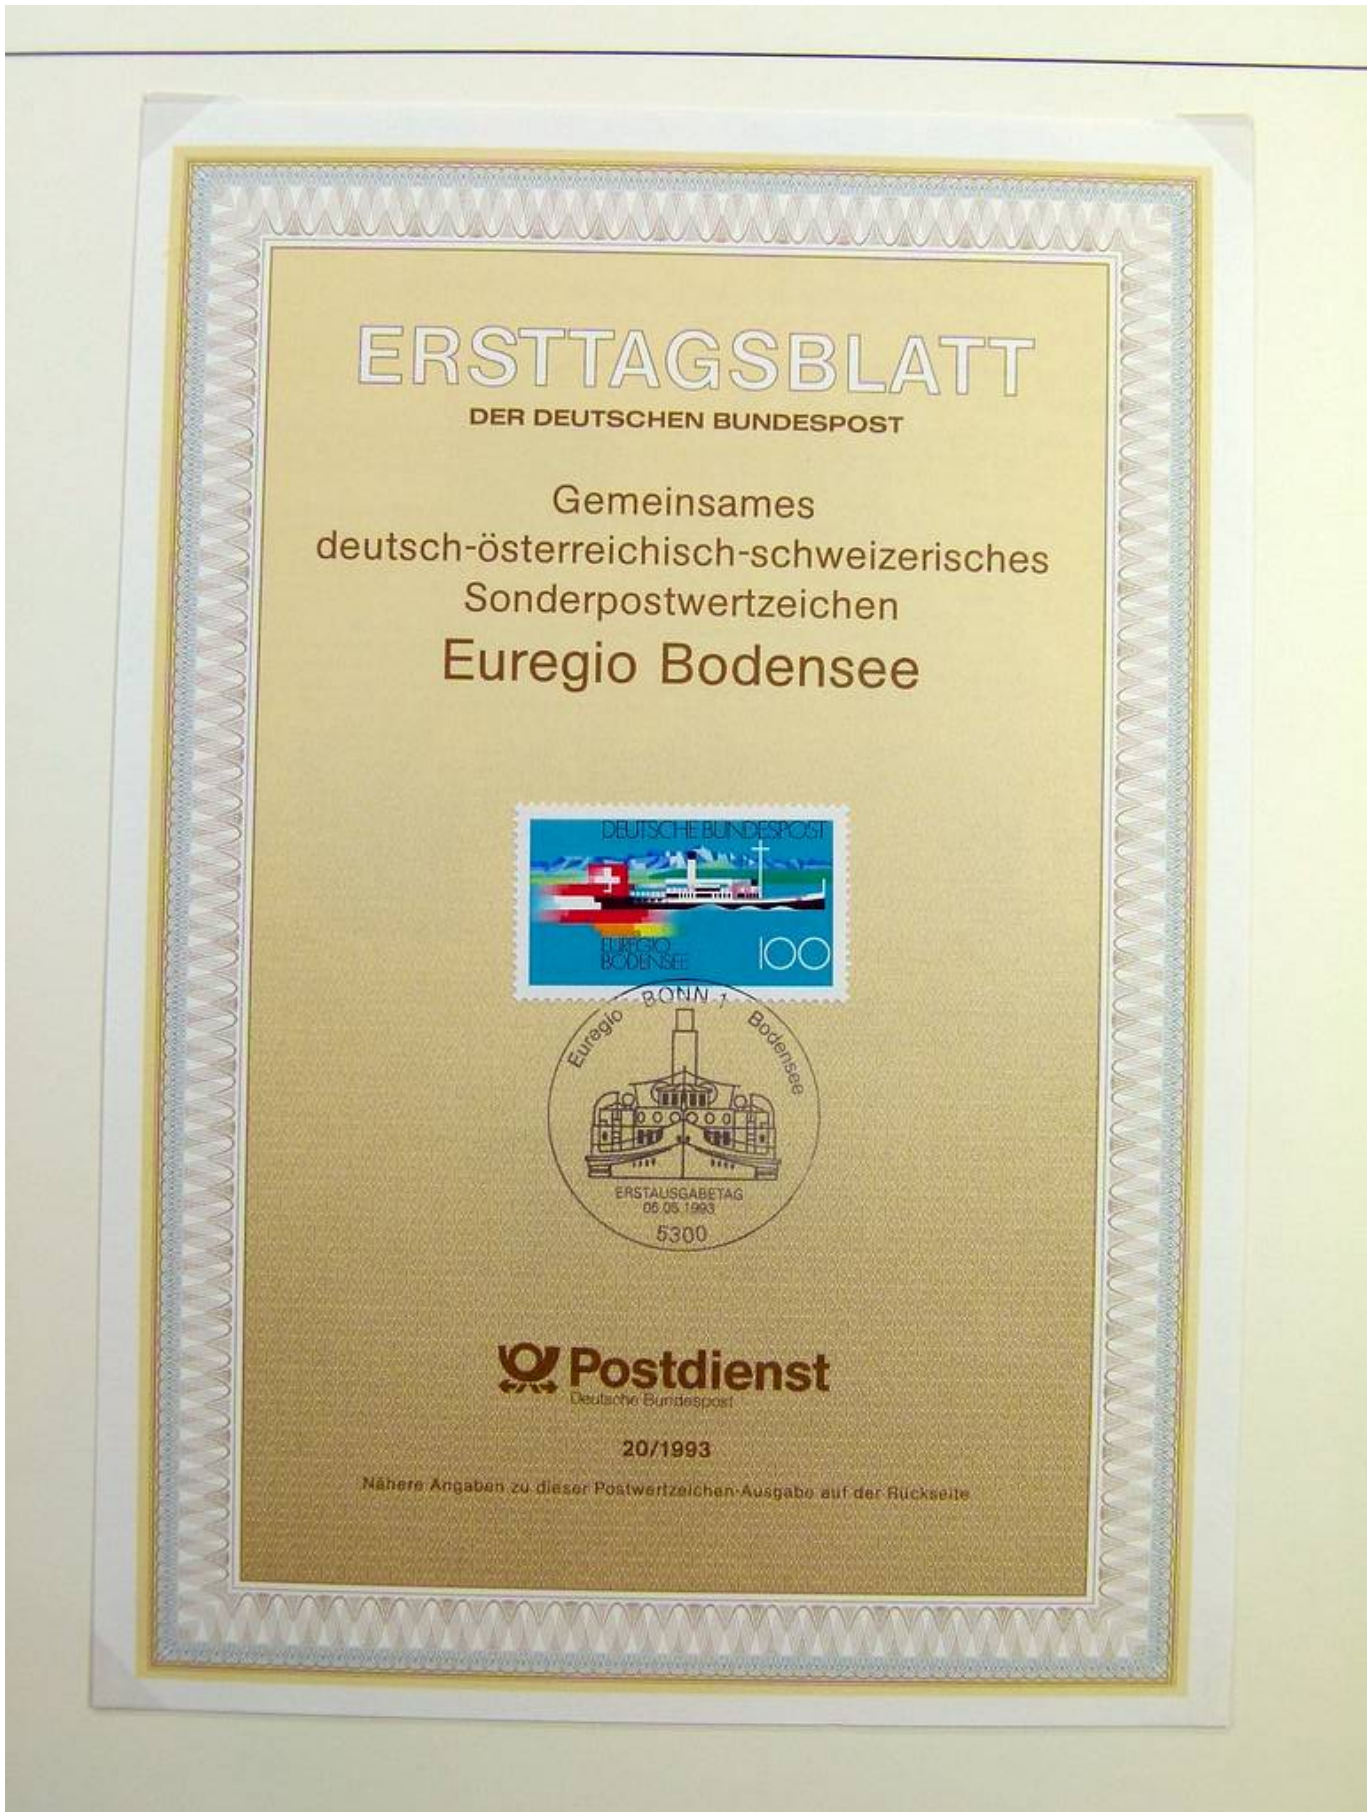 ERSTTAGSBLATT
DER DEUTSCHEN BUNDESPOST
Gemeinsames
deutsch-österreichisch-schweizerisches
Sonderpostwertzeichen
Euregio Bodensee
DEUTSCHE BUNDESPOST
EUREGIO
BODENSEE
100
BONN 1
Euregio Bodensee
ERSTAUSGABETAG
05.05.1993
5300
Postdienst
Deutsche Bundespost
20/1993
Nähere Angaben zu dieser Postwertzeichen-Ausgabe auf der Rückseite